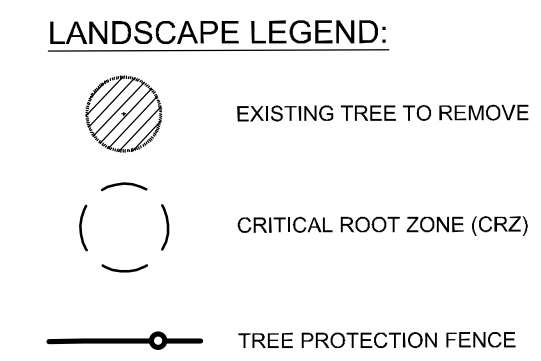 LANDSCAPE LEGEND:
EXISTING TREE TO REMOVE
CRITICAL ROOT ZONE (CRZ)
TREE PROTECTION FENCE